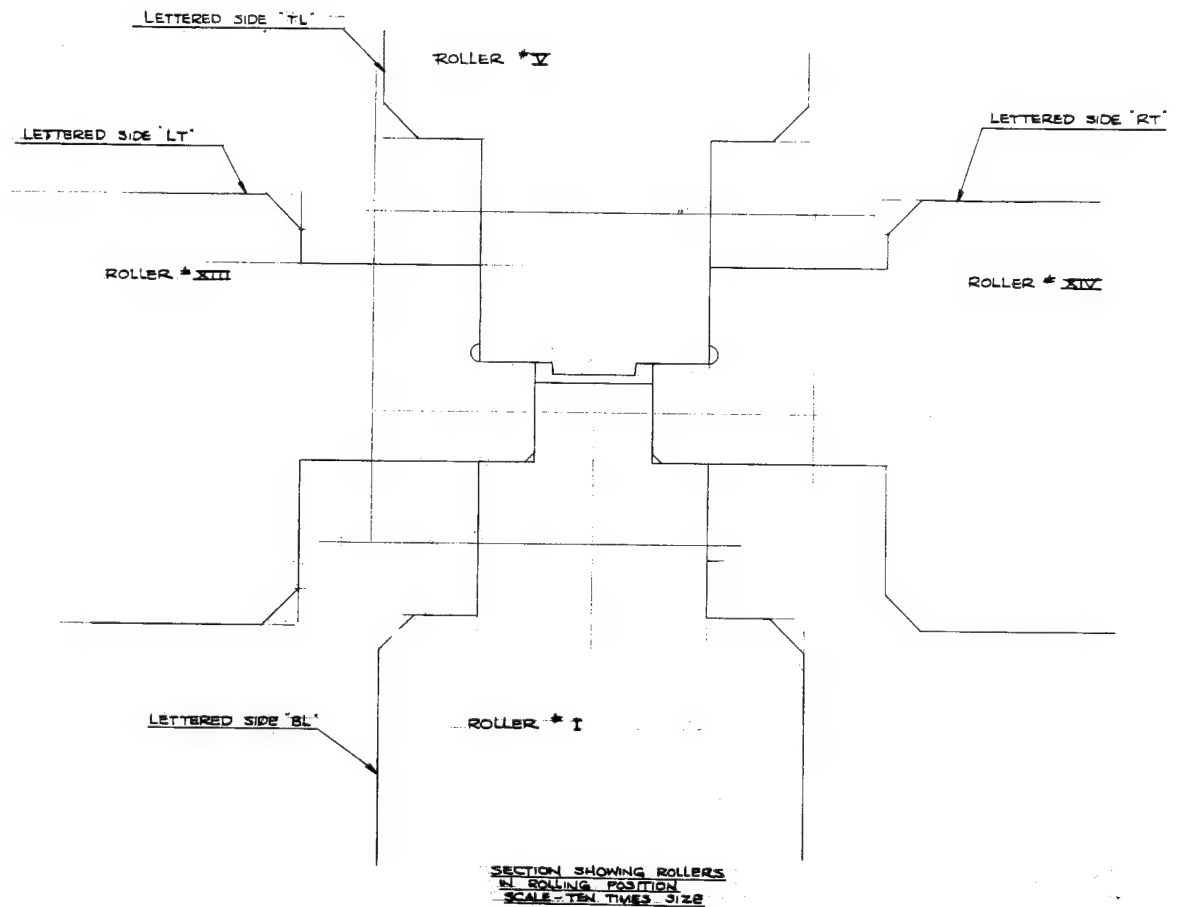 LETTERED SIDE "TL"
ROLLER # V
LETTERED SIDE "LT"
LETTERED SIDE "RT"
ROLLER # XIII
ROLLER # XIV
LETTERED SIDE "BL"
ROLLER # I
SECTION SHOWING ROLLERS
IN ROLLING POSITION
SCALE-TEN TIMES SIZE